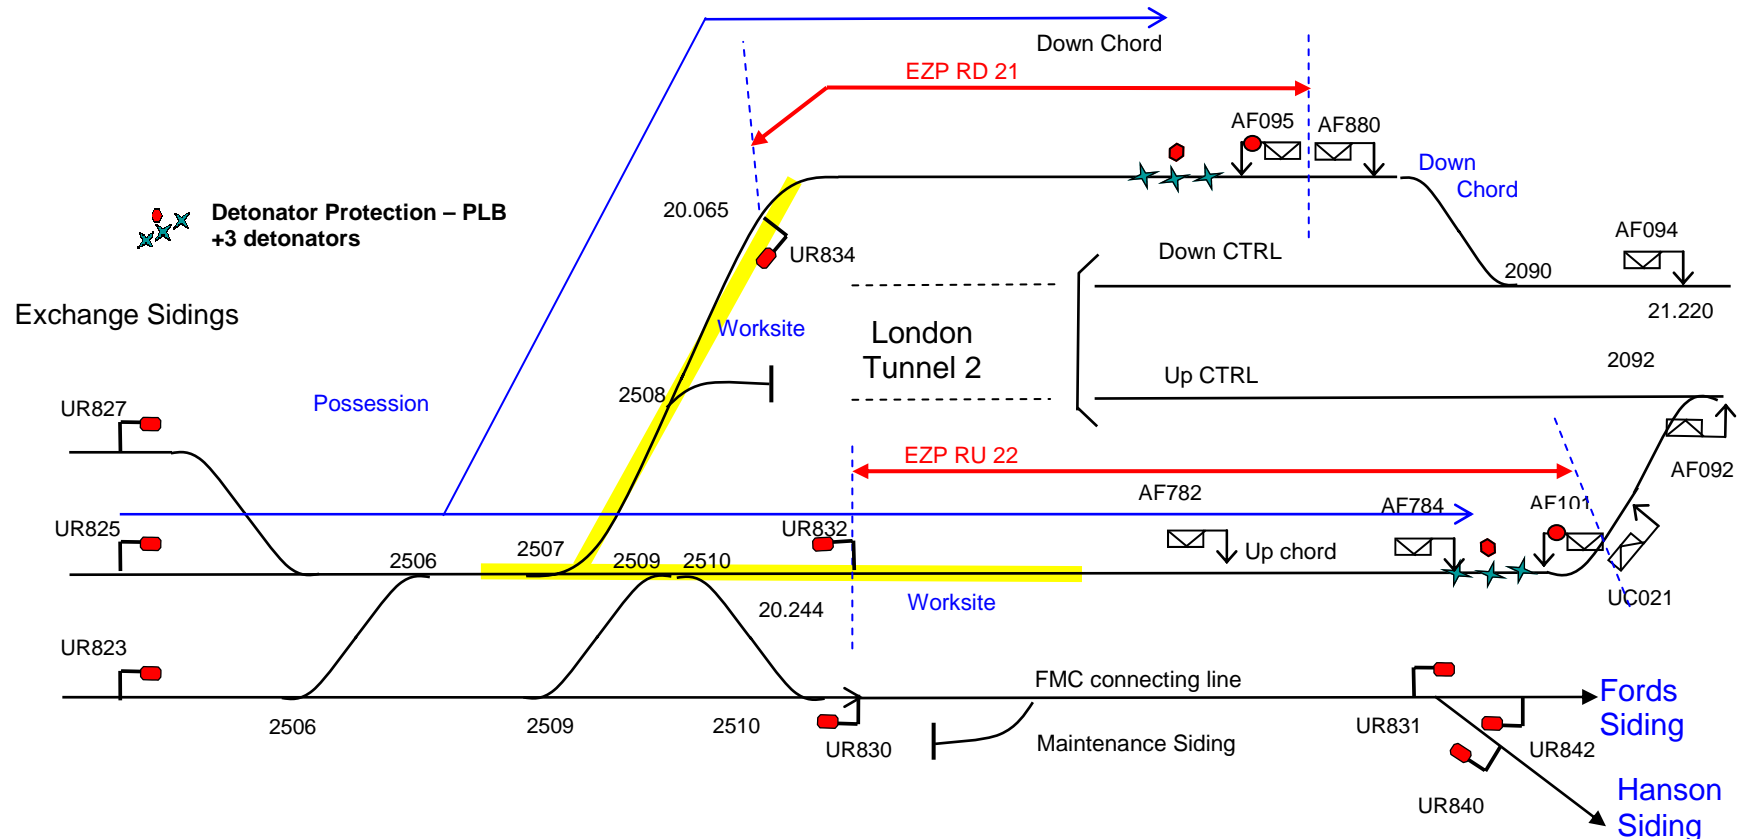 Down Chord
EZP RD 21
AF095
AF880
Down
Chord
Detonator Protection – PLB
+3 detonators
20.065
UR834
Down CTRL
AF094
2090
21.220
Exchange Sidings
Worksite
London
Tunnel 2
2092
Up CTRL
2508
Possession
UR827
EZP RU 22
AF092
AF782
AF784
AF101
UR825
UR832
2507
2506
2509
2510
Up chord
20.244
Worksite
UC021
UR823
FMC connecting line
Fords
Siding
2506
2509
2510
UR830
Maintenance Siding
UR831
UR842
UR840
Hanson
Siding